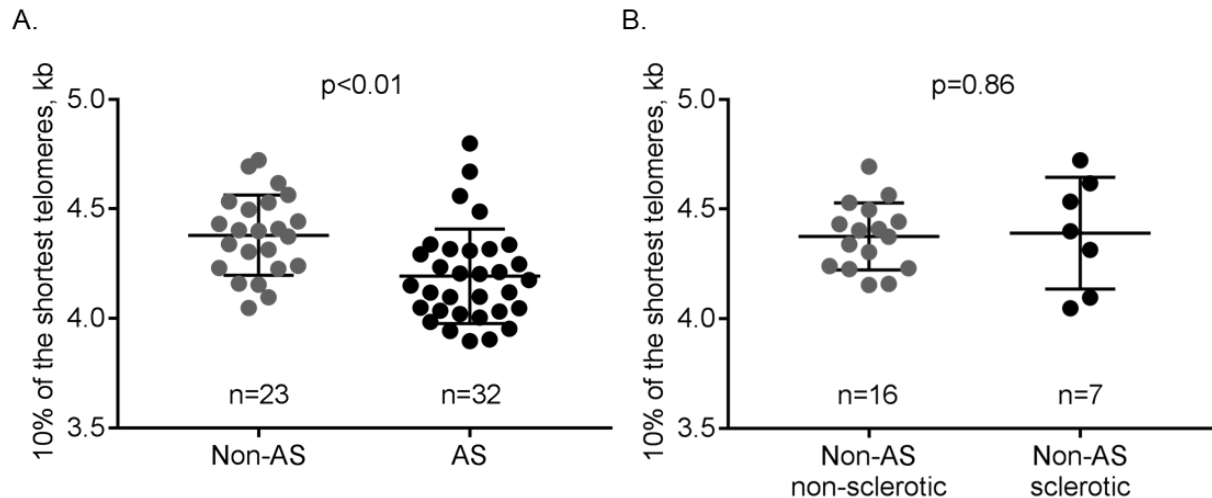 A.
p<0.01
10% of the shortest telomeres, kb
5.0
4.5
4.0
3.5
n=23
n=32
Non-AS
AS
B.
p=0.86
10% of the shortest telomeres, kb
5.0
4.5
4.0
3.5
n=16
n=7
Non-AS
non-sclerotic
Non-AS
sclerotic